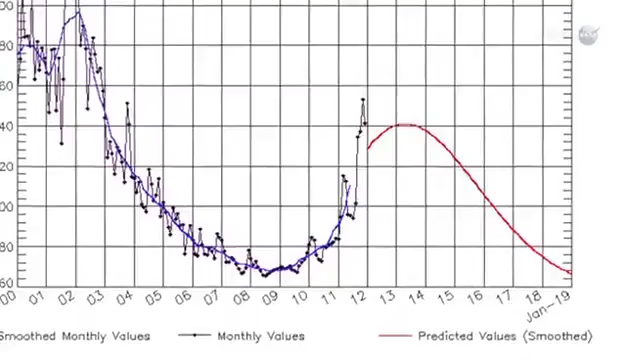 00
80
60
40
20
00
80
60
00 01 02 03 04 05 06 07 08 09 10 11 12 13 14 15 16 17 18 Jan-19
Smoothed Monthly Values Monthly Values Predicted Values (Smoothed)
NASA